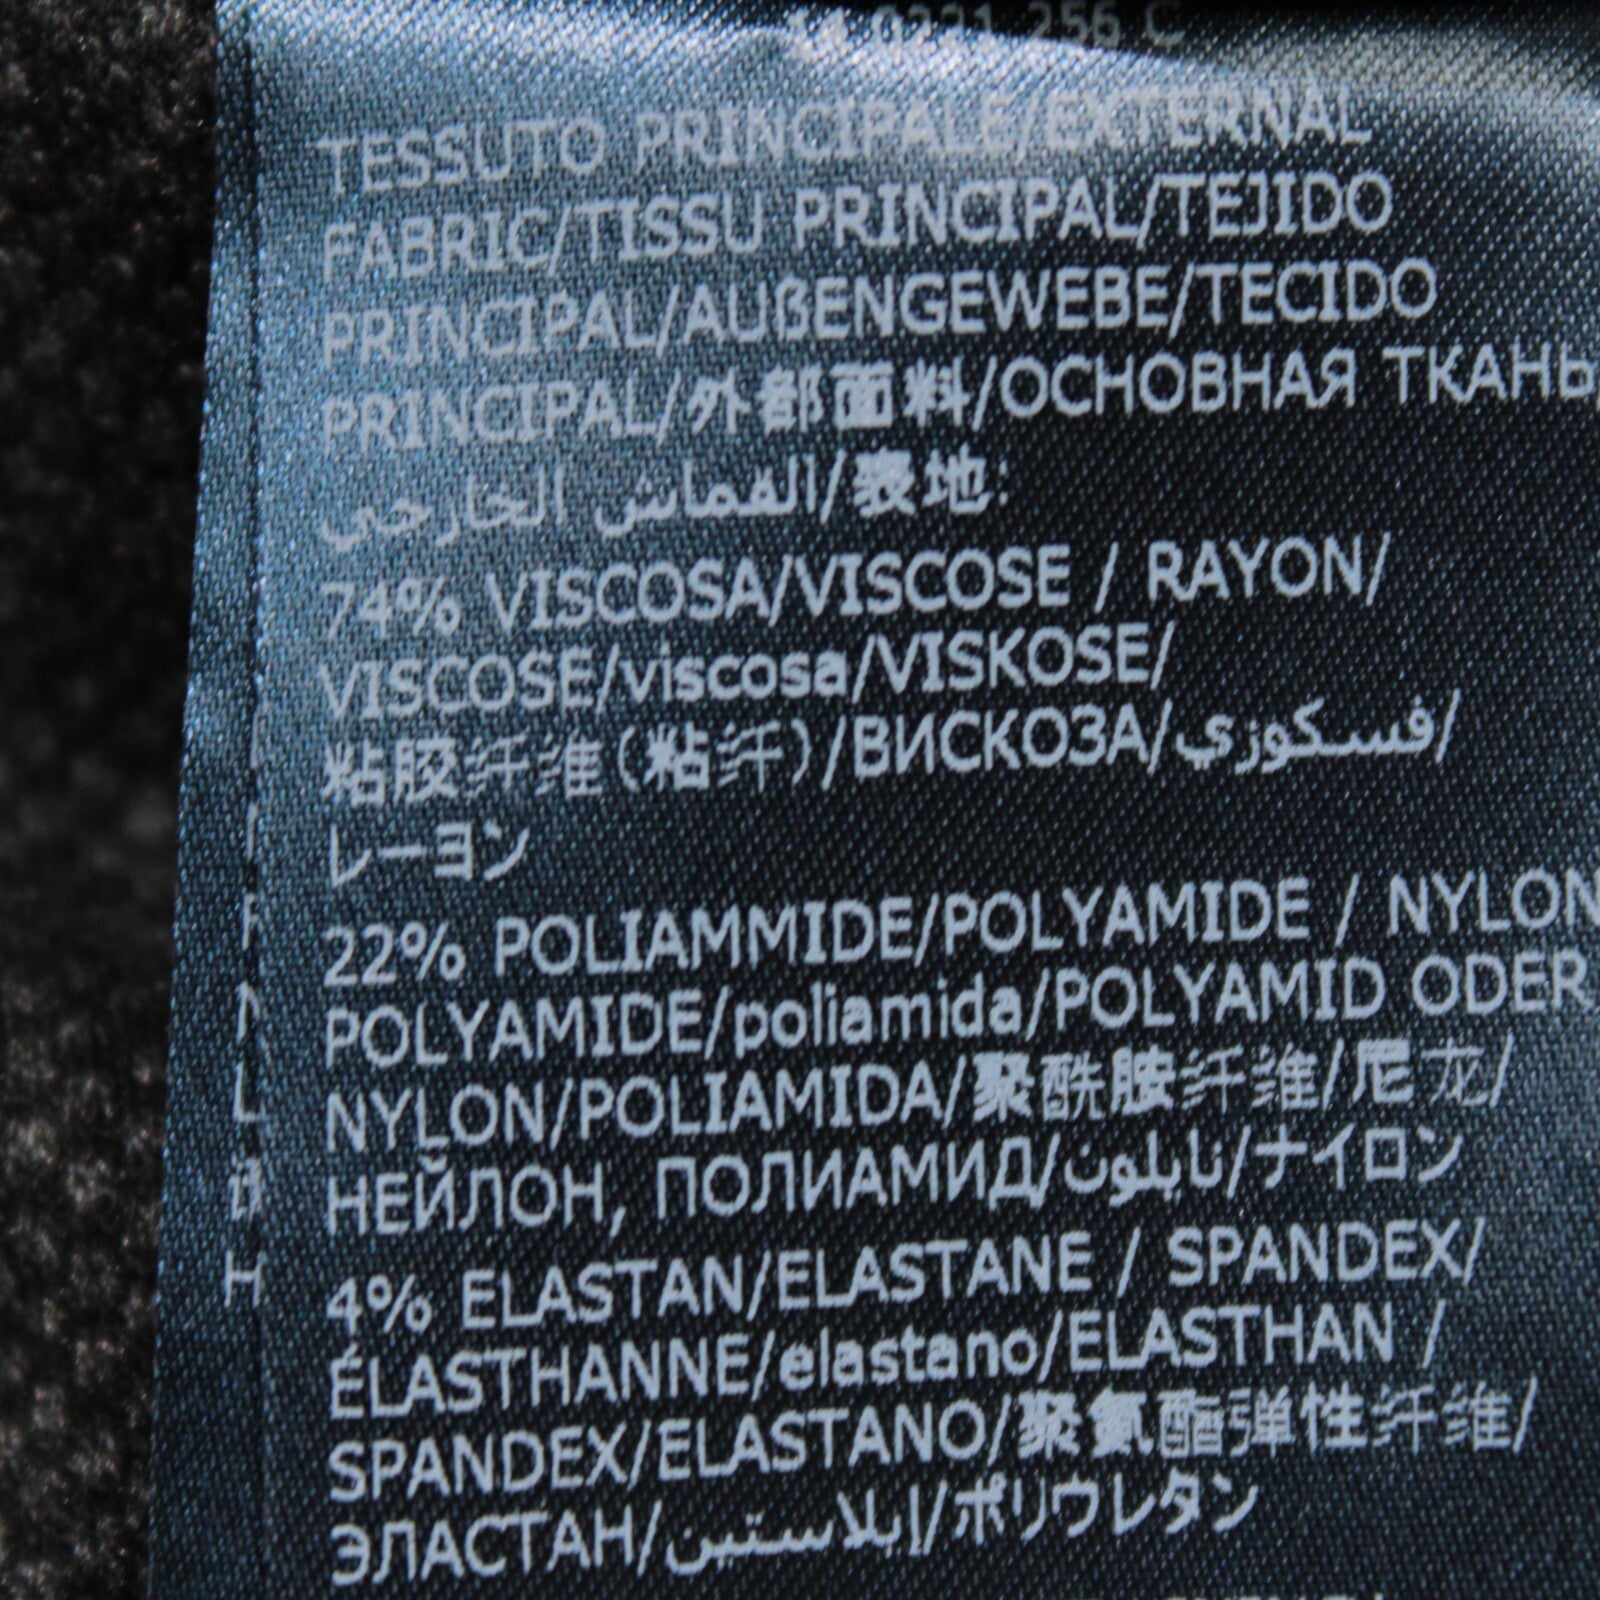 0221 256 C
TESSUTO PRINCIPALE/EXTERNAL
FABRIC/TISSU PRINCIPAL/TEJIDO
PRINCIPAL/AUßENGEWEBE/TECIDO
PRINCIPAL/外部面料/ОСНОВНАЯ ТКАНЬ
القماش الخارجي/表地:
74% VISCOSA/VISCOSE / RAYON/
VISCOSE/viscosa/VISKOSE/
粘胶纤维(粘纤)/ВИСКОЗА/فسكوزي/
レーヨン
22% POLIAMMIDE/POLYAMIDE / NYLON
POLYAMIDE/poliamida/POLYAMID ODER
NYLON/POLIAMIDA/聚酰胺纤维/尼龙/
НЕЙЛОН, ПОЛИАМИД/نايلون/ナイロン
4% ELASTAN/ELASTANE / SPANDEX/
ÉLASTHANNE/elastano/ELASTHAN /
SPANDEX/ELASTANO/聚氨酯弹性纤维/
ЭЛАСТАН/إيلاستين/ポリウレタン